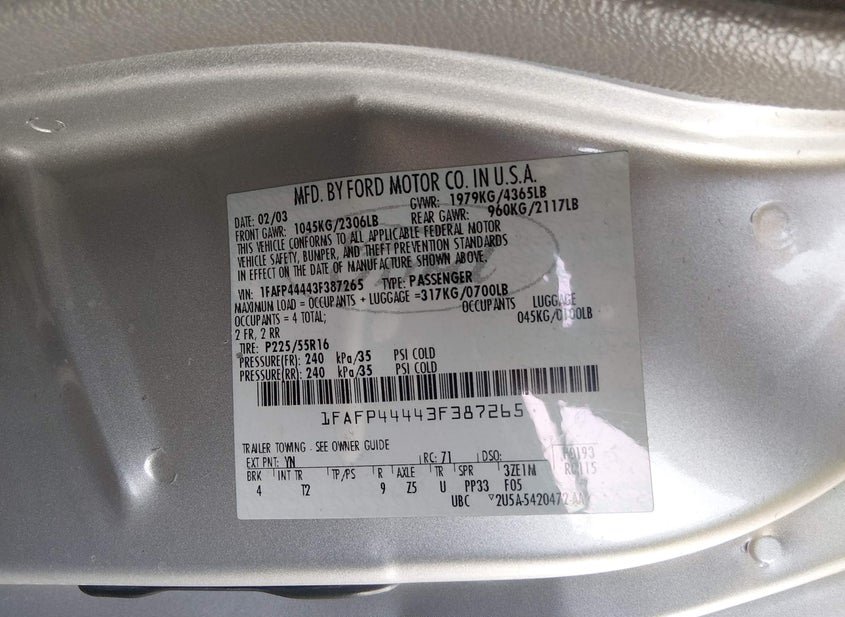 MFD. BY FORD MOTOR CO. IN U.S.A.
DATE: 02/03 GVWR: 1979KG/4365LB
FRONT GAWR: 1045KG/2306LB REAR GAWR: 960KG/2117LB
THIS VEHICLE CONFORMS TO ALL APPLICABLE FEDERAL MOTOR
VEHICLE SAFETY, BUMPER, AND THEFT PREVENTION STANDARDS
IN EFFECT ON THE DATE OF MANUFACTURE SHOWN ABOVE.
VIN: 1FAFP44443F387265 TYPE: PASSENGER
MAXIMUM LOAD = OCCUPANTS + LUGGAGE =317KG/0700LB
OCCUPANTS = 4 TOTAL; OCCUPANTS LUGGAGE
2 FR, 2 RR 045KG/0100LB
TIRE: P225/55R16
PRESSURE(FR): 240 kPa/35 PSI COLD
PRESSURE(RR): 240 kPa/35 PSI COLD
1FAFP44443F387265
TRAILER TOWING - SEE OWNER GUIDE
EXT PNT: YN RC: 71 DSO:
BRK INT TR TP/PS R AXLE TR SPR 3ZE1M RC115
4 T2 9 Z5 U PP33 F05
UBC 2U5A-5420472-AA